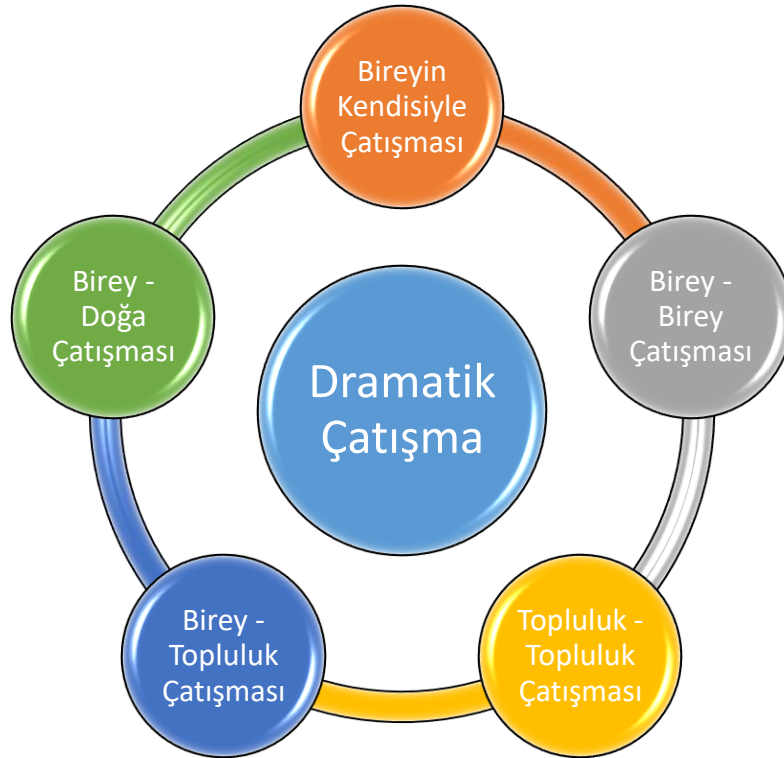 Bireyin
Kendisiyle
Çatışması
Birey -
Doğa
Çatışması
Birey -
Birey
Çatışması
Dramatik
Çatışma
Birey -
Topluluk
Çatışması
Topluluk -
Topluluk
Çatışması